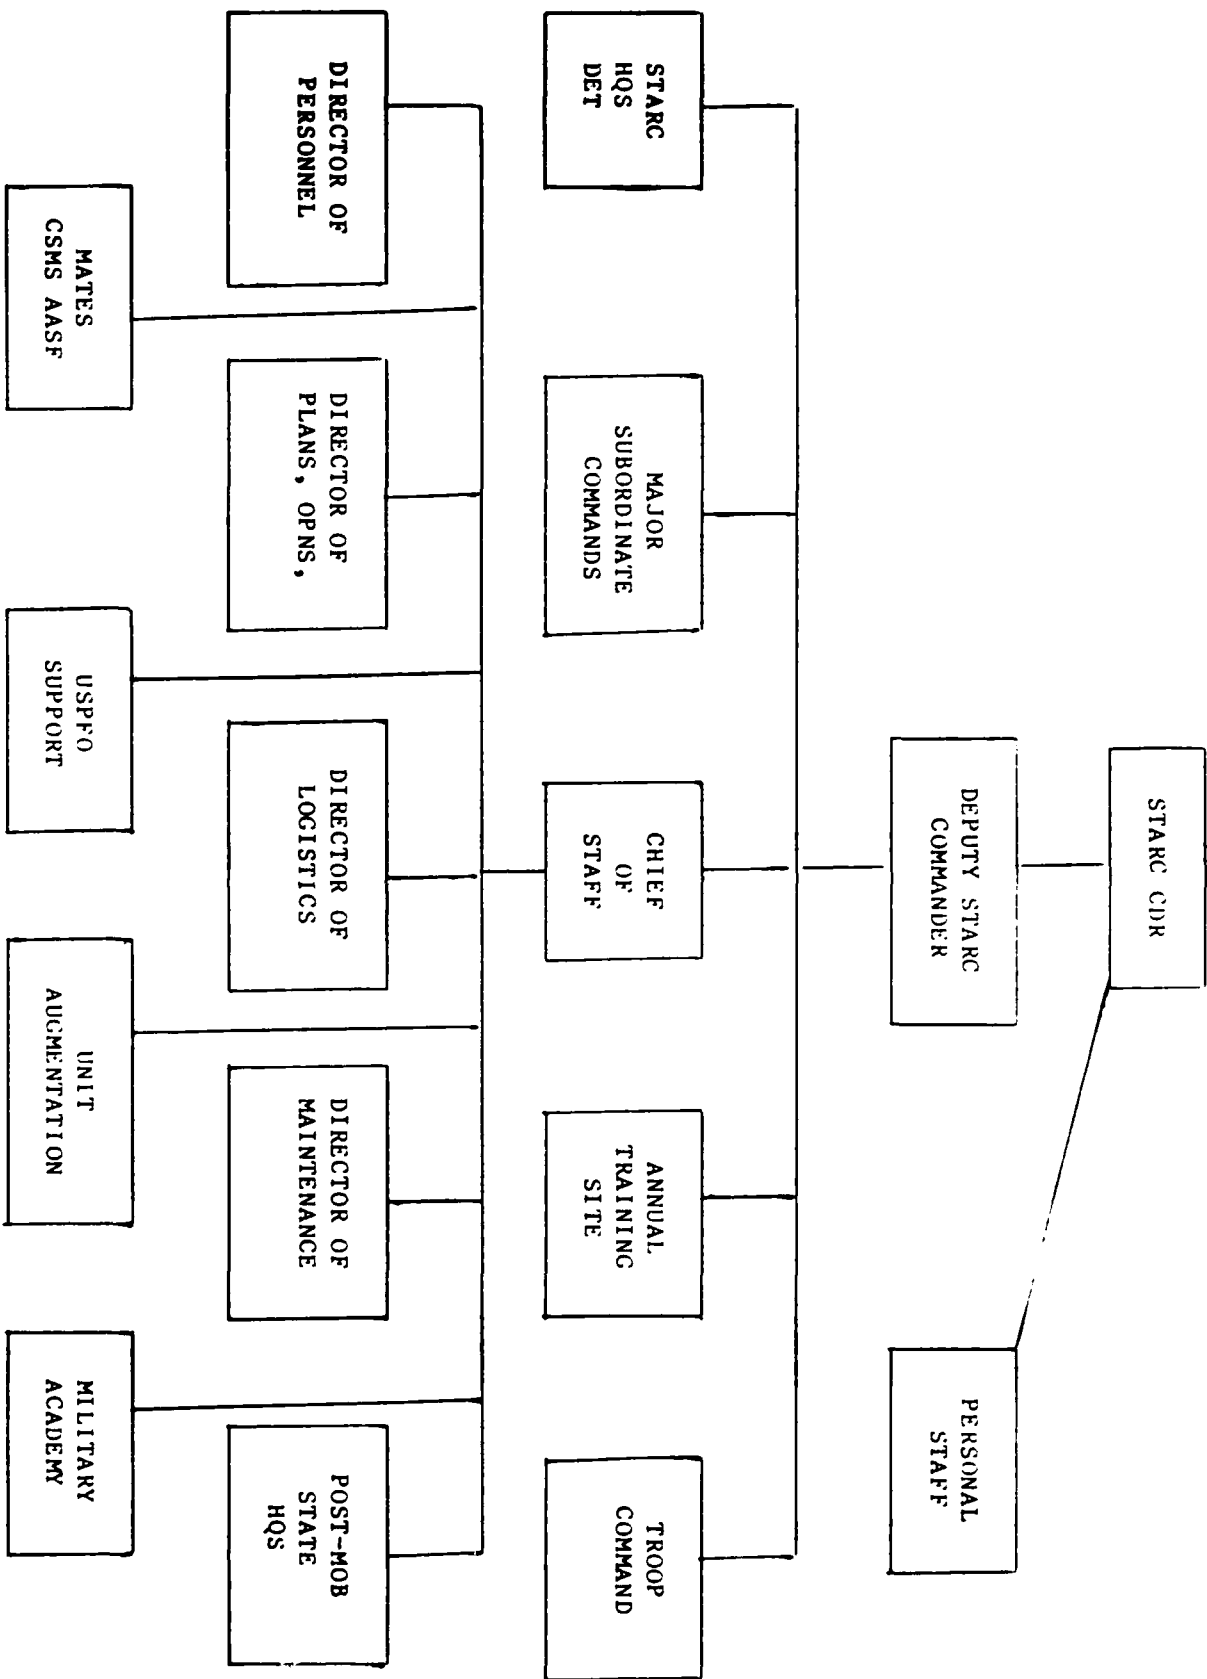 STARC CDR
DEPUTY STARC
COMMANDER
PERSONAL
STAFF
STARC
HQS
DET
MAJOR
SUBORDINATE
COMMANDS
CHIEF
OF
STAFF
ANNUAL
TRAINING
SITE
TROOP
COMMAND
DIRECTOR OF
PERSONNEL
DIRECTOR OF
PLANS, OPNS,
DIRECTOR OF
LOGISTICS
DIRECTOR OF
MAINTENANCE
POST-MOB
STATE
HQS
MATES
CSMS AASF
USPFO
SUPPORT
UNIT
AUGMENTATION
MILITARY
ACADEMY